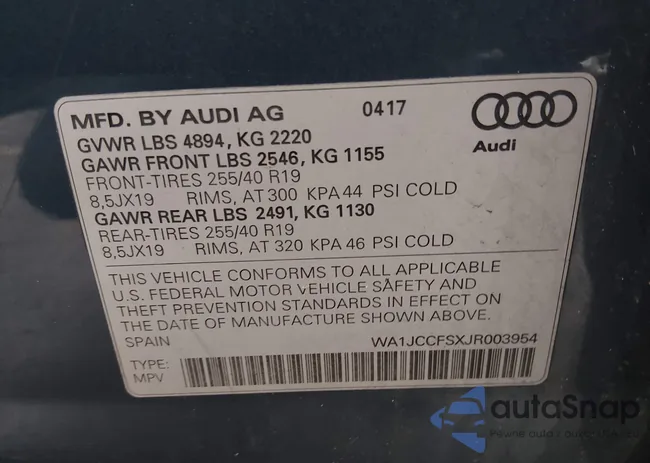 MFD. BY AUDI AG 0417
GVWR LBS 4894, KG 2220
GAWR FRONT LBS 2546, KG 1155
FRONT-TIRES 255/40 R19
8,5JX19 RIMS, AT 300 KPA 44 PSI COLD
GAWR REAR LBS 2491, KG 1130
REAR-TIRES 255/40 R19
8,5JX19 RIMS, AT 320 KPA 46 PSI COLD
Audi
THIS VEHICLE CONFORMS TO ALL APPLICABLE
U.S. FEDERAL MOTOR VEHICLE SAFETY AND
THEFT PREVENTION STANDARDS IN EFFECT ON
THE DATE OF MANUFACTURE SHOWN ABOVE.
SPAIN WA1JCCFSXJR003954
TYPE:
MPV
autoSnap
Pewne auta z